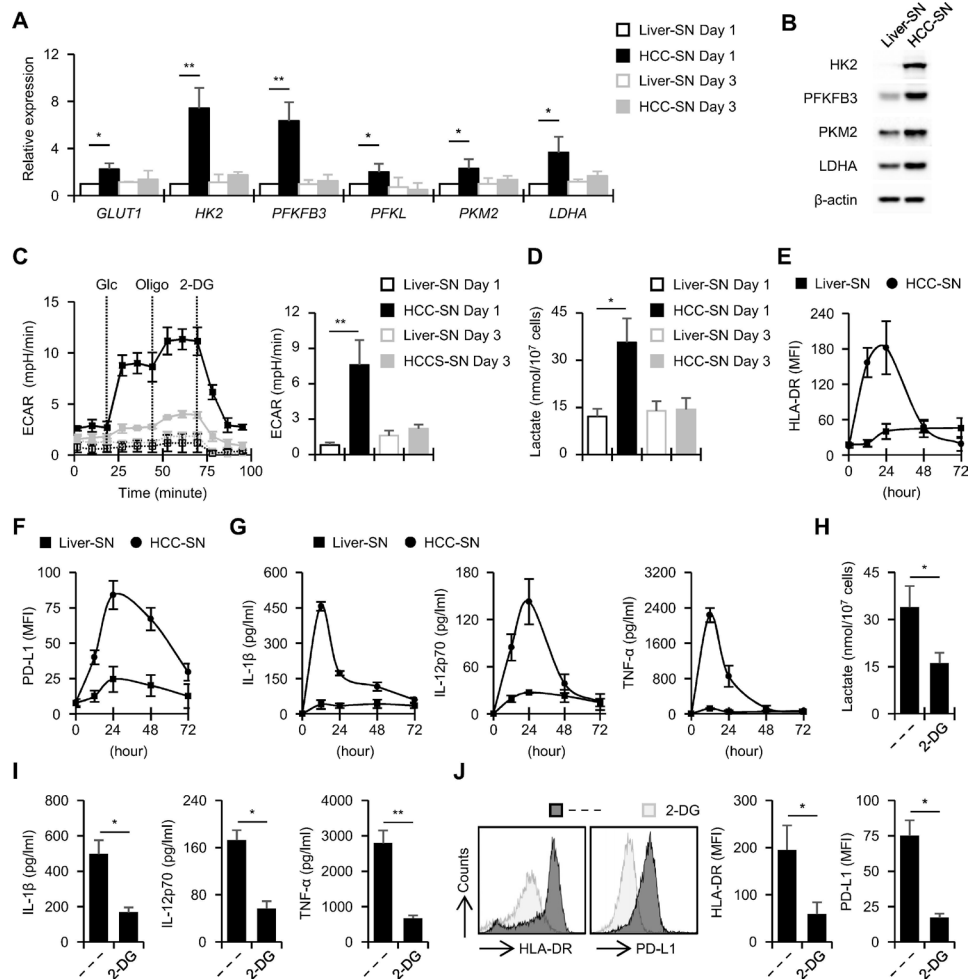 A
Liver-SN Day 1
HCC-SN Day 1
Liver-SN Day 3
HCC-SN Day 3
Relative expression
12
8
4
0
**
**
*
*
*
*
GLUT1 HK2 PFKFB3 PFKL PKM2 LDHA
B
Liver-SN HCC-SN
HK2
PFKFB3
PKM2
LDHA
β-actin
C
Glc Oligo 2-DG
ECAR (mpH/min)
15
10
5
0
0 25 50 75 100
Time (minute)
Liver-SN Day 1
HCC-SN Day 1
Liver-SN Day 3
HCCS-SN Day 3
ECAR (mpH/min)
12
9
6
3
0
**
D
Liver-SN Day 1
HCC-SN Day 1
Liver-SN Day 3
HCC-SN Day 3
Lactate (nmol/10⁷ cells)
45
30
15
0
*
E
Liver-SN HCC-SN
HLA-DR (MFI)
240
180
120
60
0
0 24 48 72
(hour)
F
Liver-SN HCC-SN
PD-L1 (MFI)
100
75
50
25
0
0 24 48 72
(hour)
G
Liver-SN HCC-SN
IL-1β (pg/lml)
600
450
300
150
0
0 24 48 72
(hour)
IL-12p70 (pg/lml)
180
120
60
0
0 24 48 72
(hour)
TNF-α (pg/lml)
3200
2400
1600
800
0
0 24 48 72
(hour)
H
Lactate (nmol/10⁷ cells)
45
30
15
0
*
--- 2-DG
I
IL-1β (pg/lml)
800
600
400
200
0
*
--- 2-DG
IL-12p70 (pg/lml)
240
160
80
0
*
--- 2-DG
TNF-α (pg/lml)
4000
3000
2000
1000
0
**
--- 2-DG
J
---- 2-DG
Counts
HLA-DR PD-L1
HLA-DR (MFI)
300
200
100
0
*
--- 2-DG
PD-L1 (MFI)
100
75
50
25
0
*
--- 2-DG